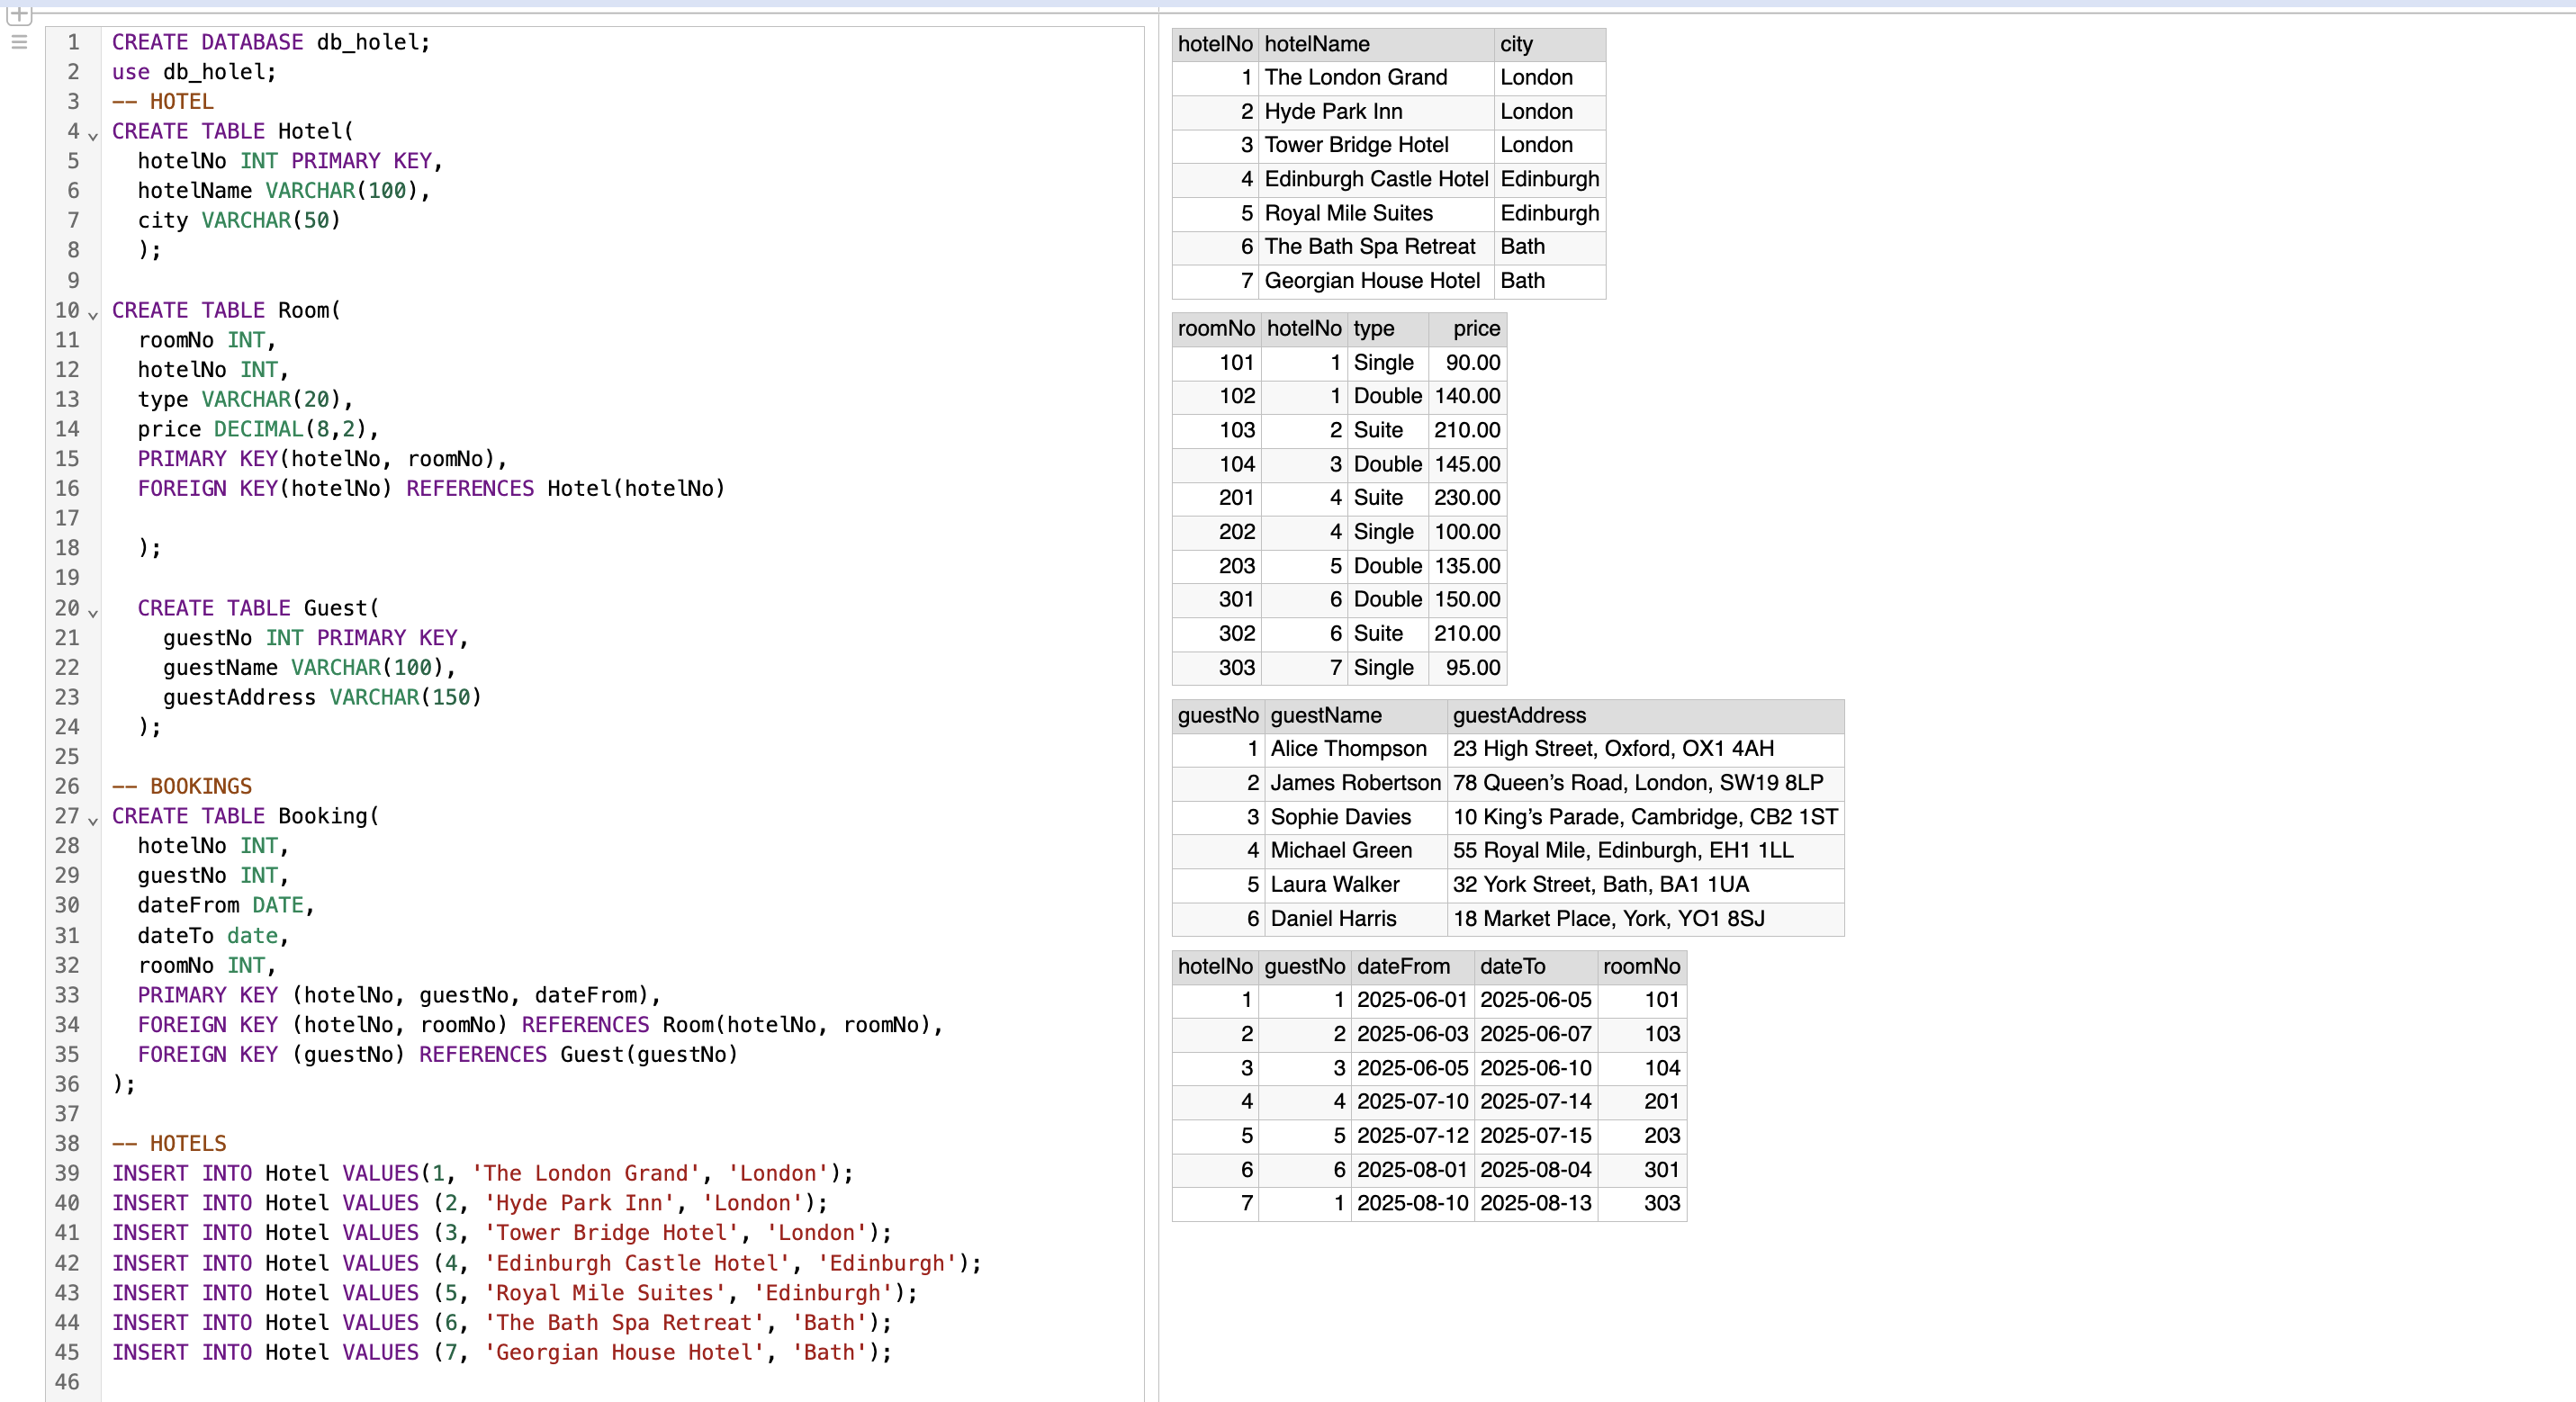 1 CREATE DATABASE db_holel;
2 use db_holel;
3 -- HOTEL
4 CREATE TABLE Hotel(
5 hotelNo INT PRIMARY KEY,
6 hotelName VARCHAR(100),
7 city VARCHAR(50)
8 );
9
10 CREATE TABLE Room(
11 roomNo INT,
12 hotelNo INT,
13 type VARCHAR(20),
14 price DECIMAL(8,2),
15 PRIMARY KEY(hotelNo, roomNo),
16 FOREIGN KEY(hotelNo) REFERENCES Hotel(hotelNo)
17
18 );
19
20 CREATE TABLE Guest(
21 guestNo INT PRIMARY KEY,
22 guestName VARCHAR(100),
23 guestAddress VARCHAR(150)
24 );
25
26 -- BOOKINGS
27 CREATE TABLE Booking(
28 hotelNo INT,
29 guestNo INT,
30 dateFrom DATE,
31 dateTo date,
32 roomNo INT,
33 PRIMARY KEY (hotelNo, guestNo, dateFrom),
34 FOREIGN KEY (hotelNo, roomNo) REFERENCES Room(hotelNo, roomNo),
35 FOREIGN KEY (guestNo) REFERENCES Guest(guestNo)
36 );
37
38 -- HOTELS
39 INSERT INTO Hotel VALUES(1, 'The London Grand', 'London');
40 INSERT INTO Hotel VALUES (2, 'Hyde Park Inn', 'London');
41 INSERT INTO Hotel VALUES (3, 'Tower Bridge Hotel', 'London');
42 INSERT INTO Hotel VALUES (4, 'Edinburgh Castle Hotel', 'Edinburgh');
43 INSERT INTO Hotel VALUES (5, 'Royal Mile Suites', 'Edinburgh');
44 INSERT INTO Hotel VALUES (6, 'The Bath Spa Retreat', 'Bath');
45 INSERT INTO Hotel VALUES (7, 'Georgian House Hotel', 'Bath');
46
hotelNo hotelName city
1 The London Grand London
2 Hyde Park Inn London
3 Tower Bridge Hotel London
4 Edinburgh Castle Hotel Edinburgh
5 Royal Mile Suites Edinburgh
6 The Bath Spa Retreat Bath
7 Georgian House Hotel Bath
roomNo hotelNo type price
101 1 Single 90.00
102 1 Double 140.00
103 2 Suite 210.00
104 3 Double 145.00
201 4 Suite 230.00
202 4 Single 100.00
203 5 Double 135.00
301 6 Double 150.00
302 6 Suite 210.00
303 7 Single 95.00
guestNo guestName guestAddress
1 Alice Thompson 23 High Street, Oxford, OX1 4AH
2 James Robertson 78 Queen’s Road, London, SW19 8LP
3 Sophie Davies 10 King’s Parade, Cambridge, CB2 1ST
4 Michael Green 55 Royal Mile, Edinburgh, EH1 1LL
5 Laura Walker 32 York Street, Bath, BA1 1UA
6 Daniel Harris 18 Market Place, York, YO1 8SJ
hotelNo guestNo dateFrom dateTo roomNo
1 1 2025-06-01 2025-06-05 101
2 2 2025-06-03 2025-06-07 103
3 3 2025-06-05 2025-06-10 104
4 4 2025-07-10 2025-07-14 201
5 5 2025-07-12 2025-07-15 203
6 6 2025-08-01 2025-08-04 301
7 1 2025-08-10 2025-08-13 303